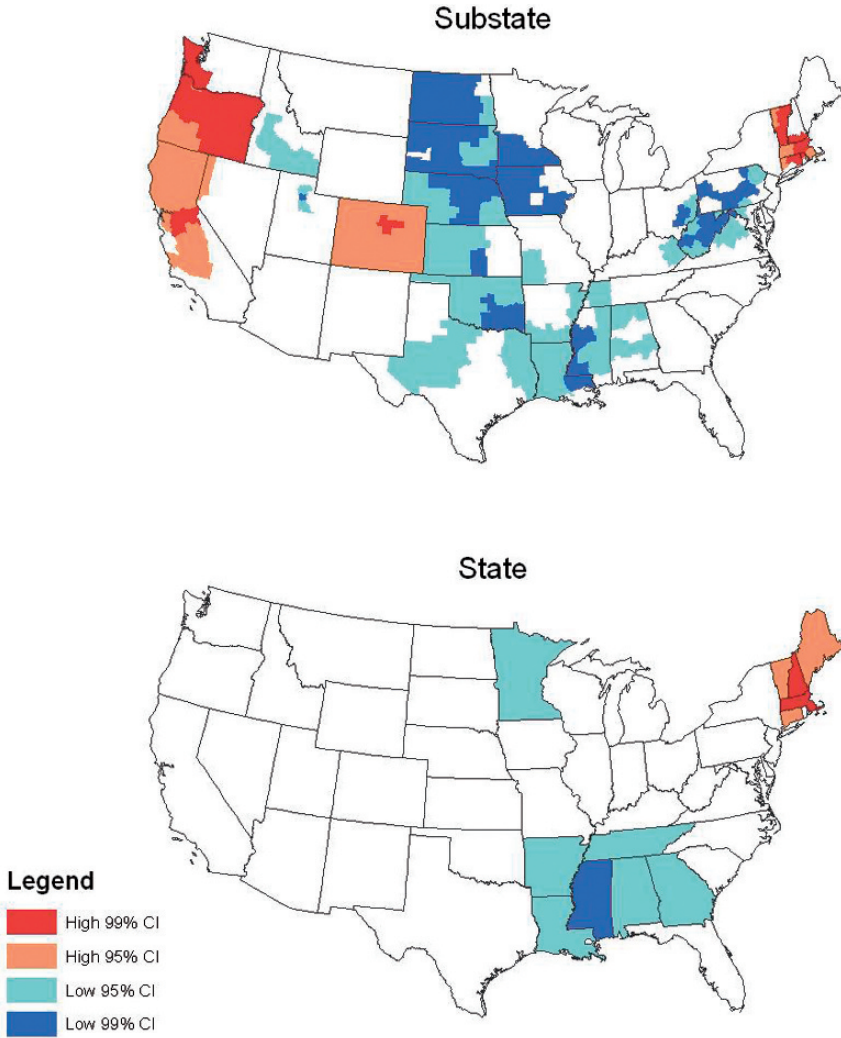 Substate
State
Legend
High 99% CI
High 95% CI
Low 95% CI
Low 99% CI